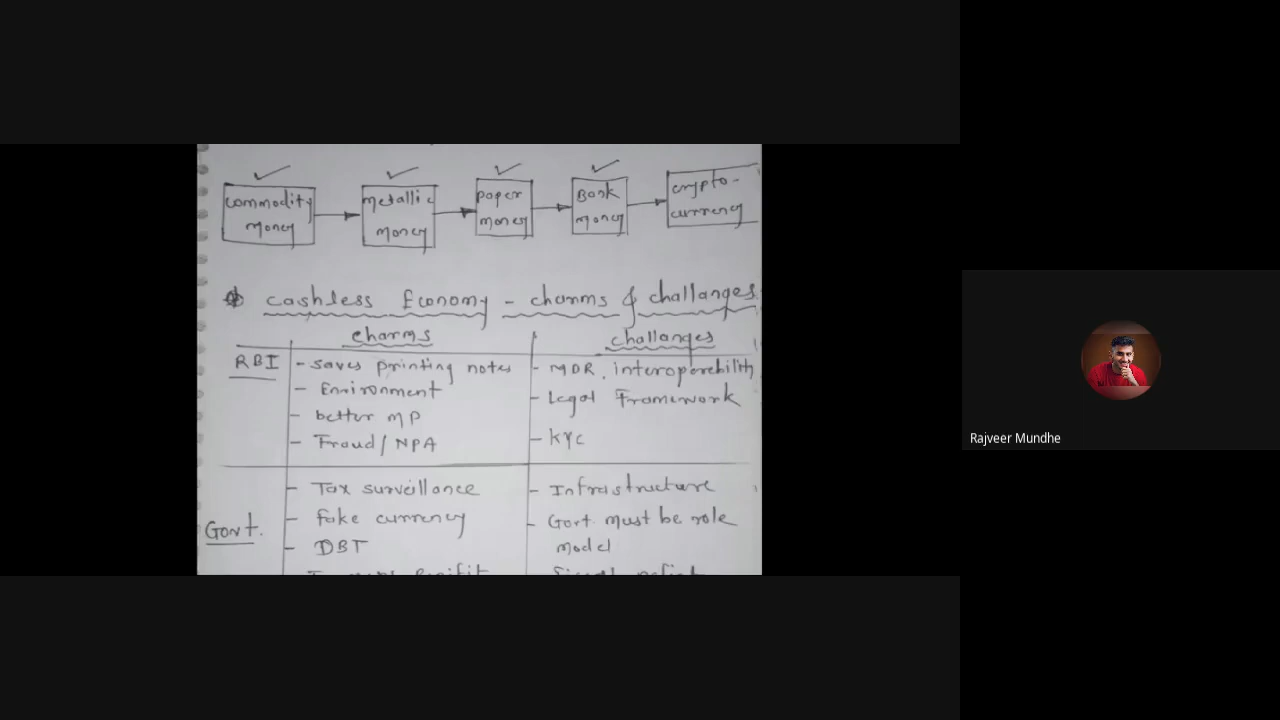 commodity money → metallic money → paper money → Bank money → crypto-currency
cashless Economy - charms & challanges
charms challanges
RBI - saves printing notes - MDR, interoperebility
- Environment - Legal Framework
- better MP
- Fraud/NPA - KYC
- Tax surveillance - Infrastructure
Govt. - fake currency - Govt. must be role
- DBT model
Rajveer Mundhe